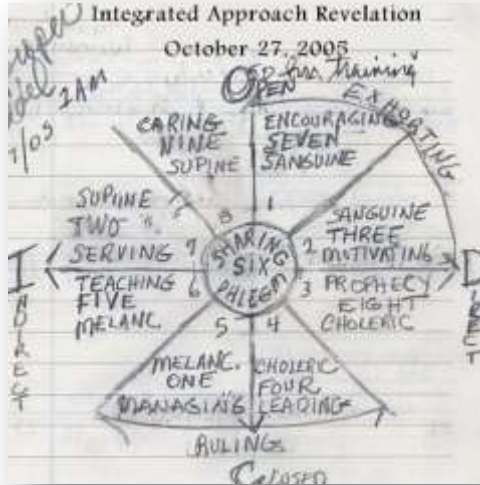 Integrated Approach Revelation
October 27, 2005
2AM
for training
OPEN
EXHORTING
CARING
NINE
SUPINE
ENCOURAGING
SEVEN
SANGUINE
8
1
SUPINE
TWO
SERVING
7
SANGUINE
THREE
MOTIVATING
2
SHARING
SIX
PHLEGM
INDIRECT
DIRECT
TEACHING
FIVE
MELANC
6
3
PROPHECY
EIGHT
CHOLERIC
5
4
MELANC.
ONE
MANAGING
CHOLERIC
FOUR
LEADING
RULINGS
CLOSED